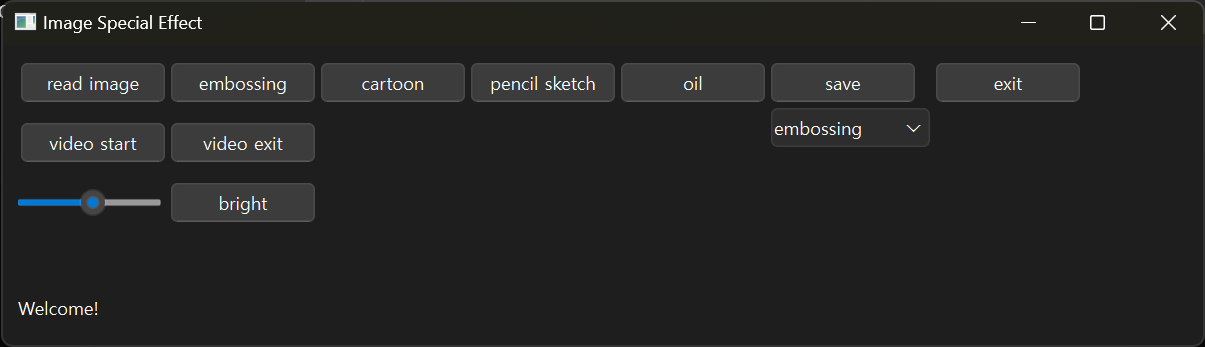 Image Special Effect
read image embossing cartoon pencil sketch oil save exit
embossing
video start video exit
bright
Welcome!